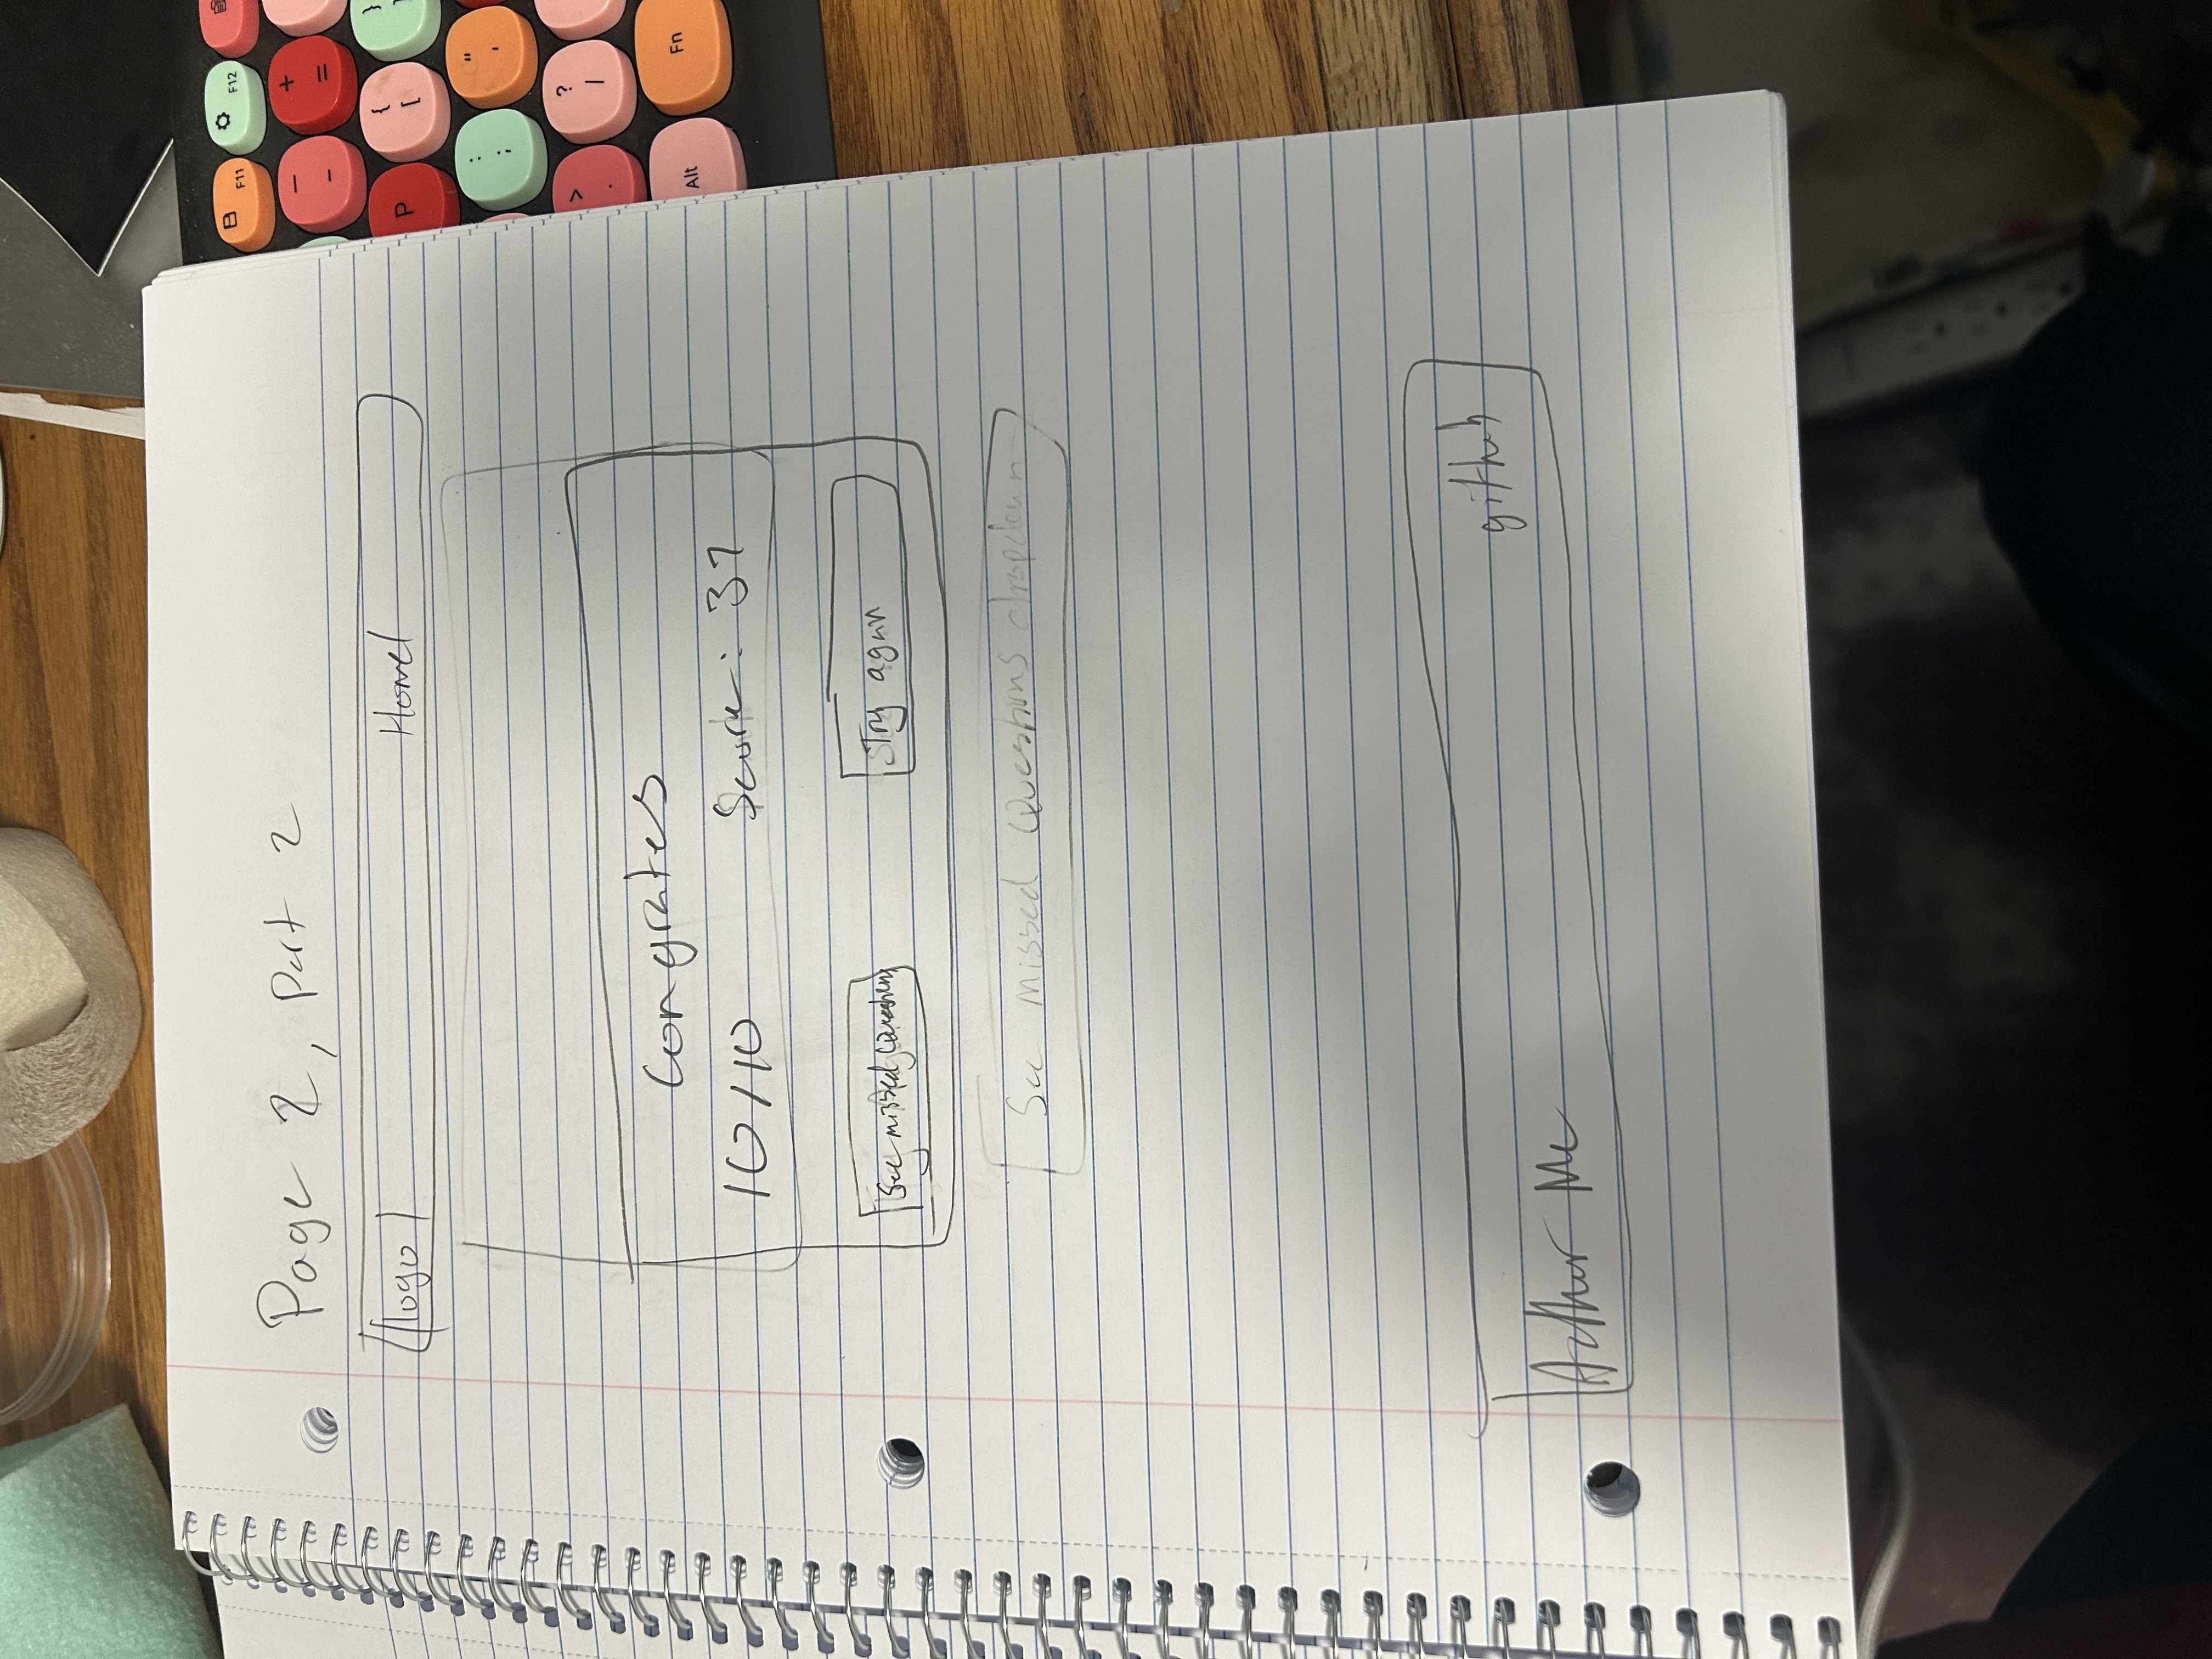 Page 2, Part 2
logo Home
Congrates
10/10 Score: 37
See missed Questions Try again
See missed Questions dropdown
github
Auther Me
F11 F12
- - + =
P { [ }
: ; " '
> . ? /
Alt Fn